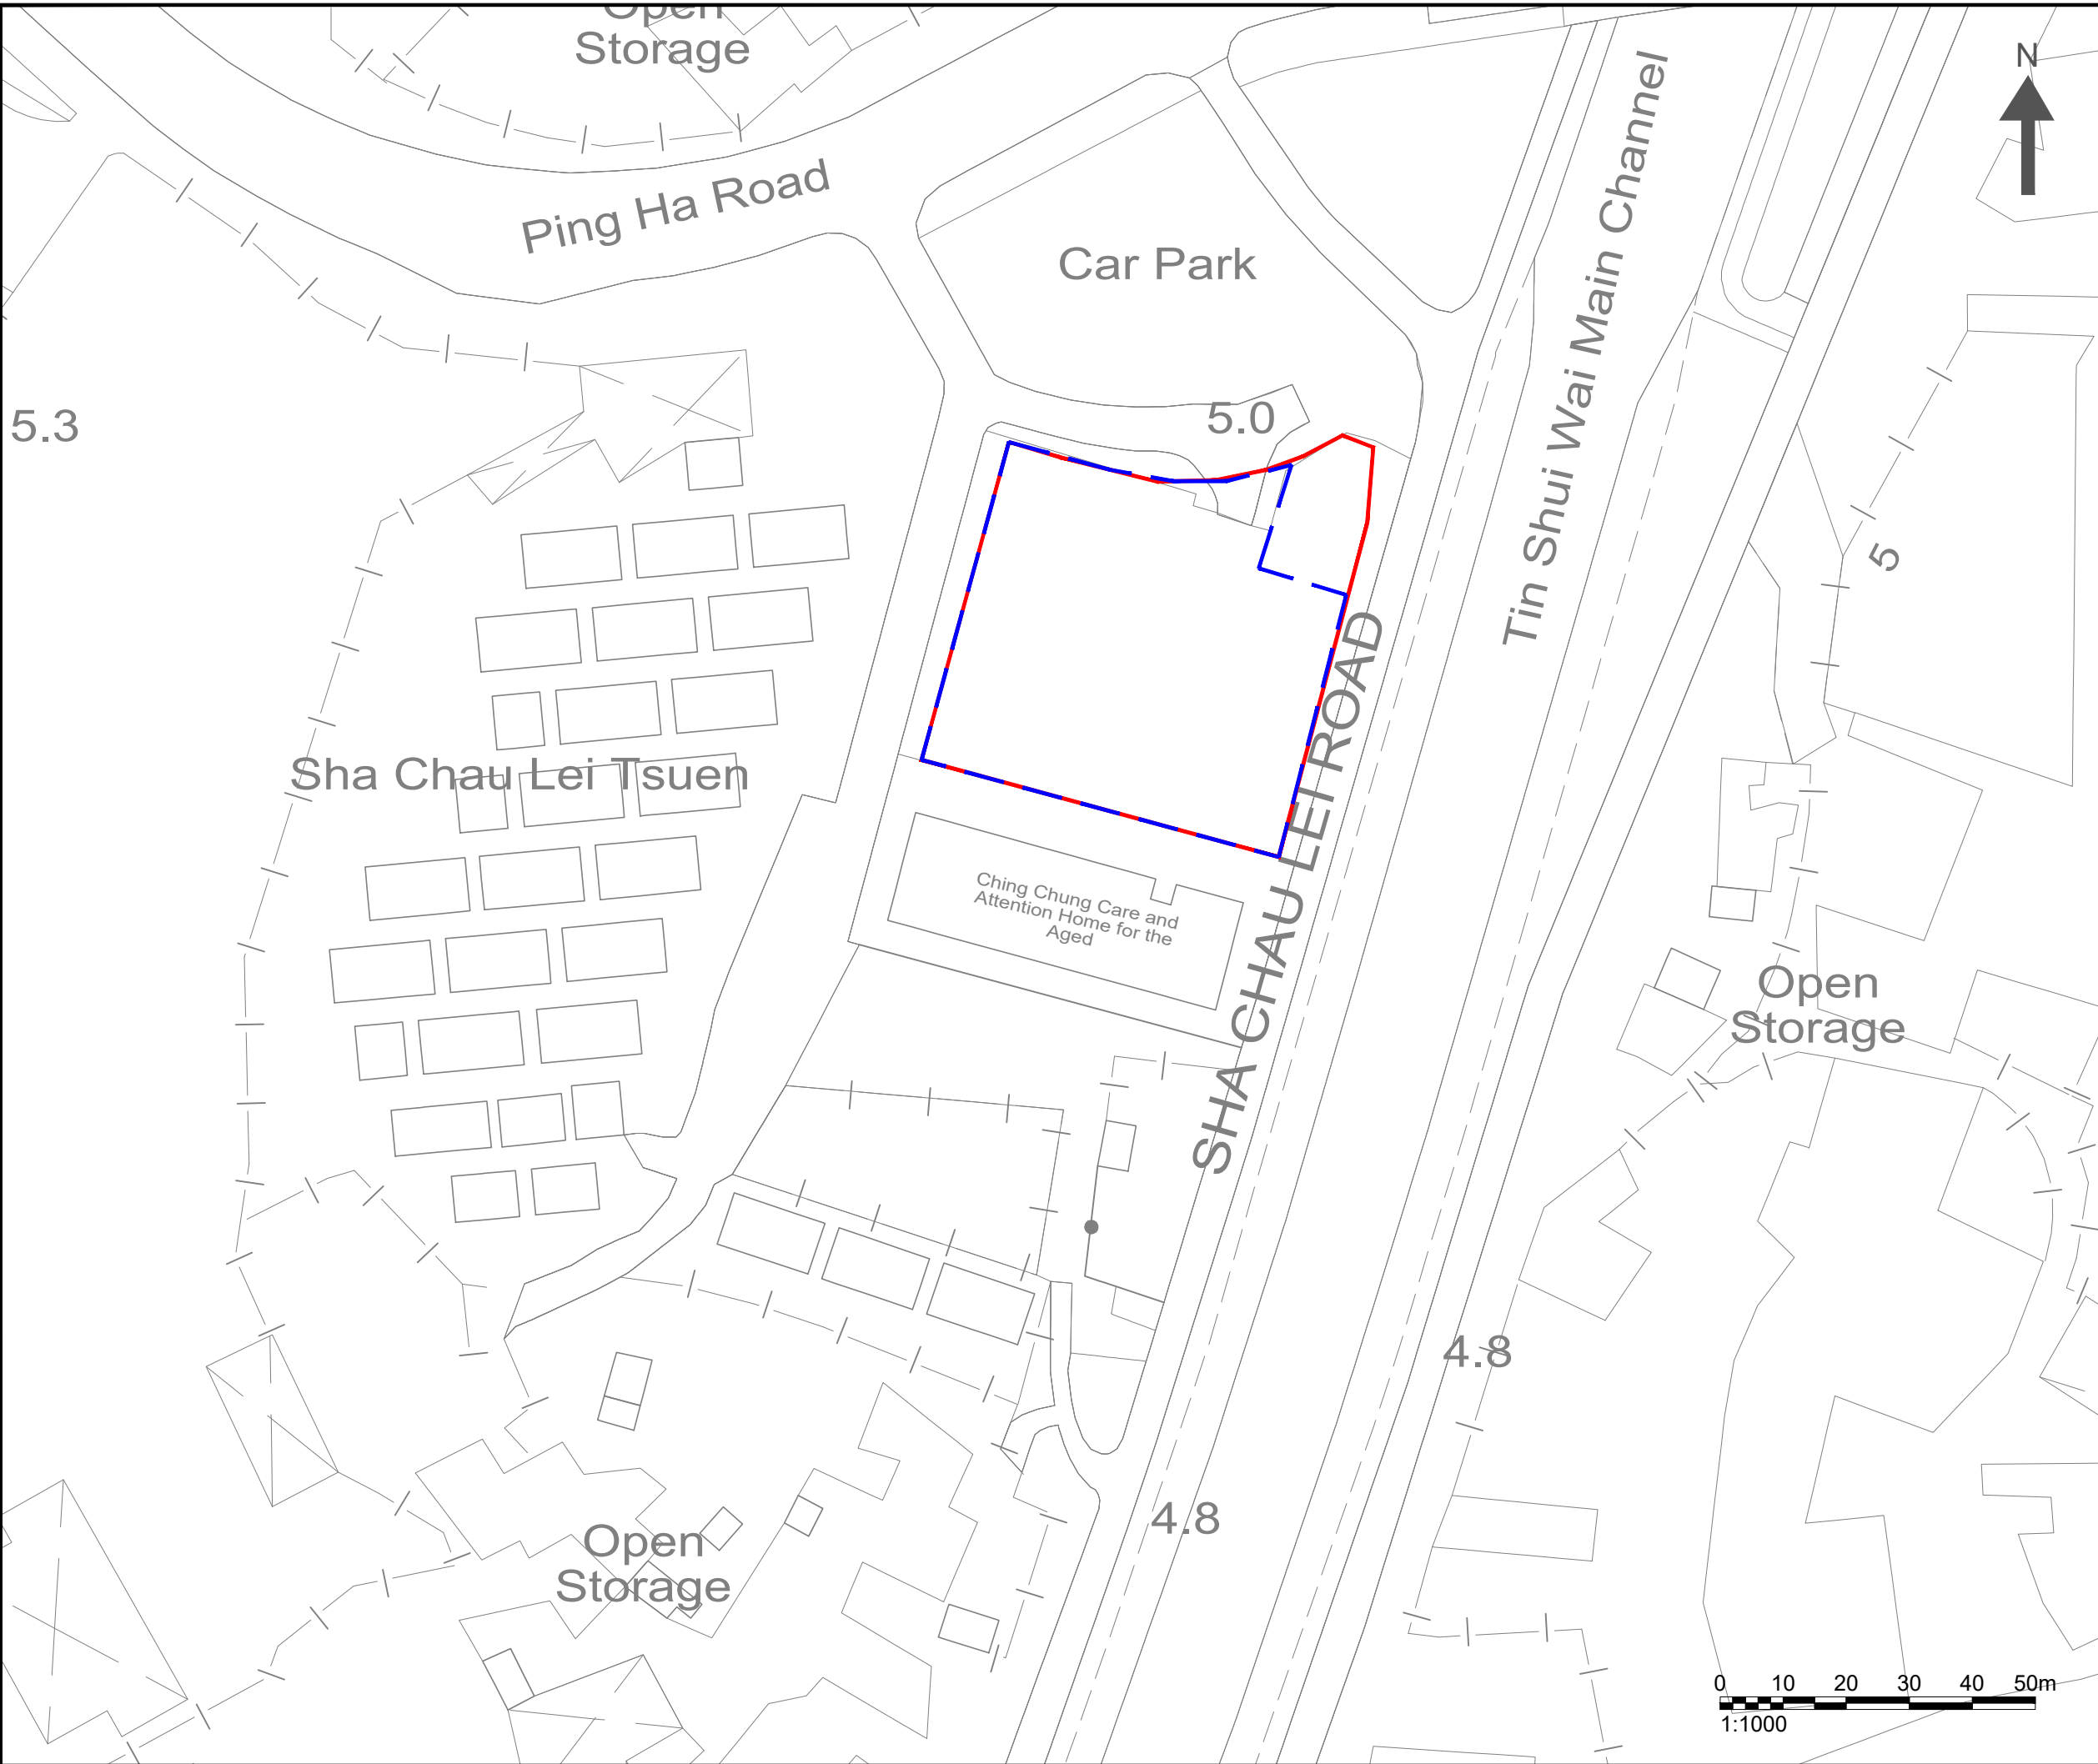 Open
Storage
N
Ping Ha Road
Car Park
Tin Shui Wai Main Channel
5.3
5.0
5
SHA CHAU LEI ROAD
Sha Chau Lei Tsuen
Ching Chung Care and
Attention Home for the
Aged
Open
Storage
4.8
4.8
Open
Storage
0 10 20 30 40 50m
1:1000